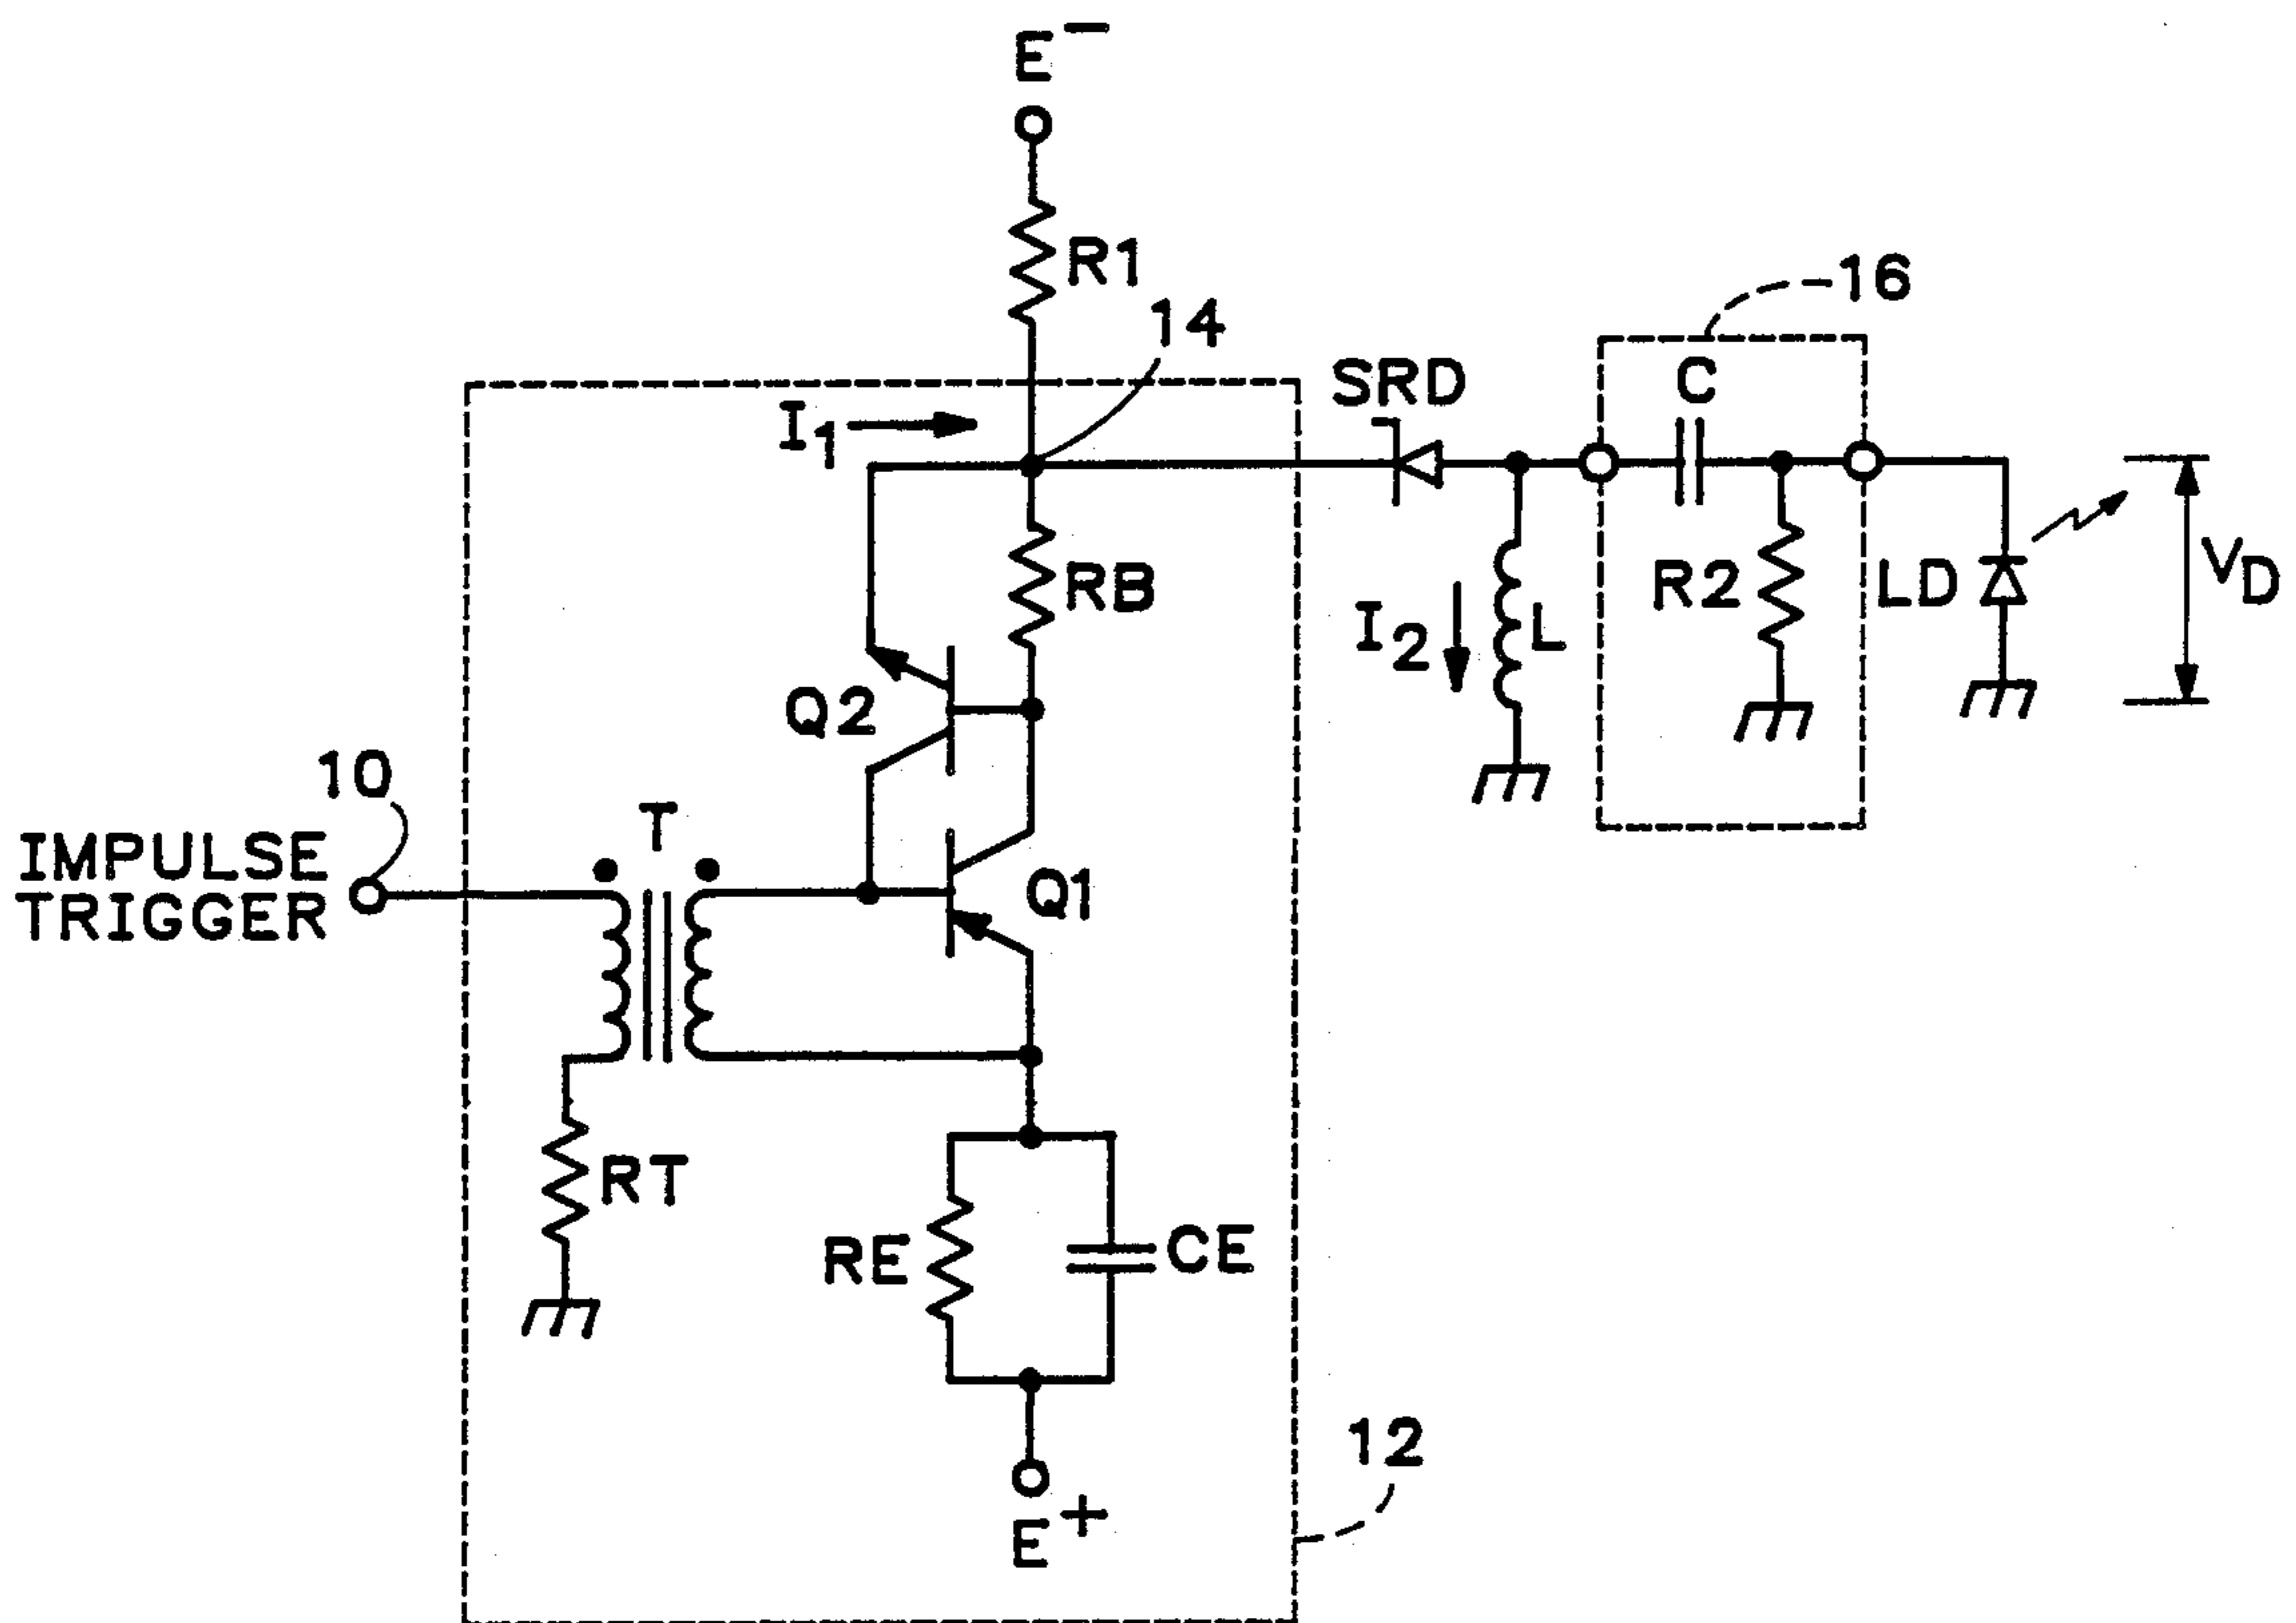 E⁻
R1
14
16
I₁
SRD
C
RB
I₂
L
R2
LD
V_D
Q2
10
T
IMPULSE
TRIGGER
Q1
RT
RE
CE
12
E⁺